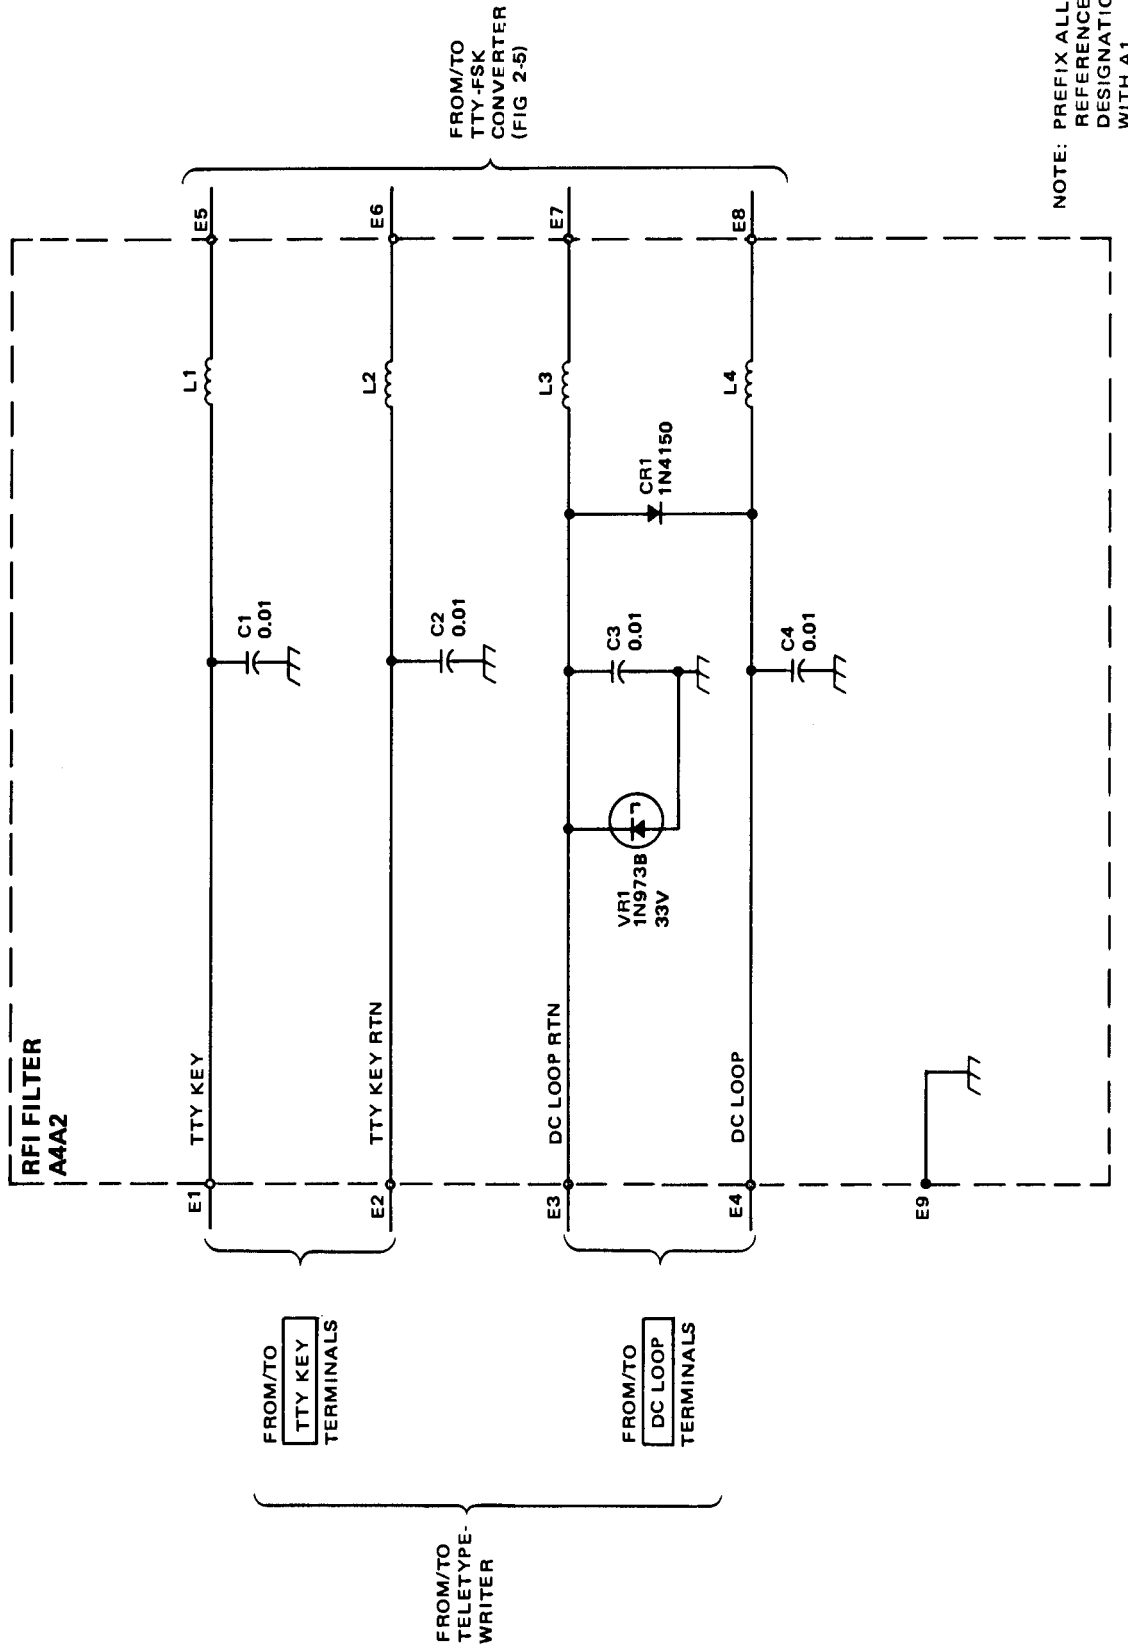 RFI FILTER
A4A2
FROM/TO
TELETYPE-
WRITER
FROM/TO
TTY KEY
TERMINALS
FROM/TO
DC LOOP
TERMINALS
E1
TTY KEY
C1
0.01
L1
E5
E2
TTY KEY RTN
C2
0.01
L2
E6
E3
DC LOOP RTN
VR1
1N973B
33V
C3
0.01
CR1
1N4150
L3
E7
E4
DC LOOP
C4
0.01
L4
E8
E9
FROM/TO
TTY-FSK
CONVERTER
(FIG 2-5)
NOTE: PREFIX ALL
REFERENCE
DESIGNATIO
WITH A1